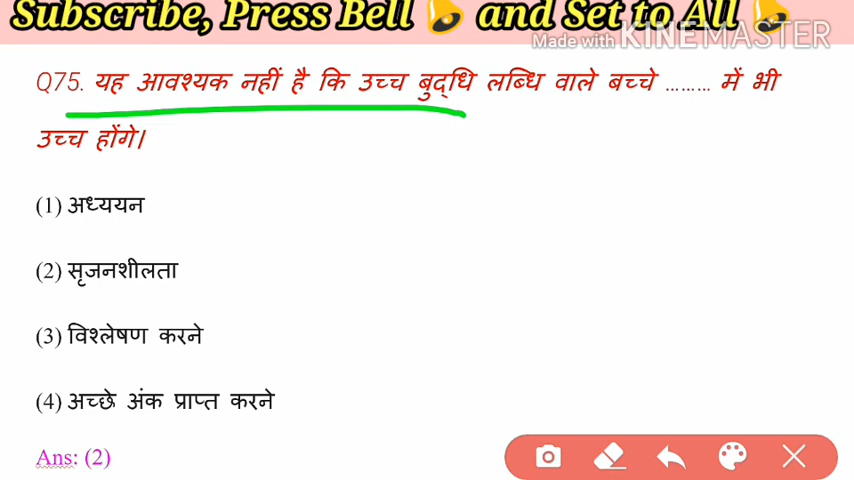 Subscribe, Press Bell and Set to All
Made with KINEMASTER
Q75. यह आवश्यक नहीं है कि उच्च बुद्धि लब्धि वाले बच्चे ......... में भी
उच्च होंगे।
(1) अध्ययन
(2) सृजनशीलता
(3) विश्लेषण करने
(4) अच्छे अंक प्राप्त करने
Ans: (2)